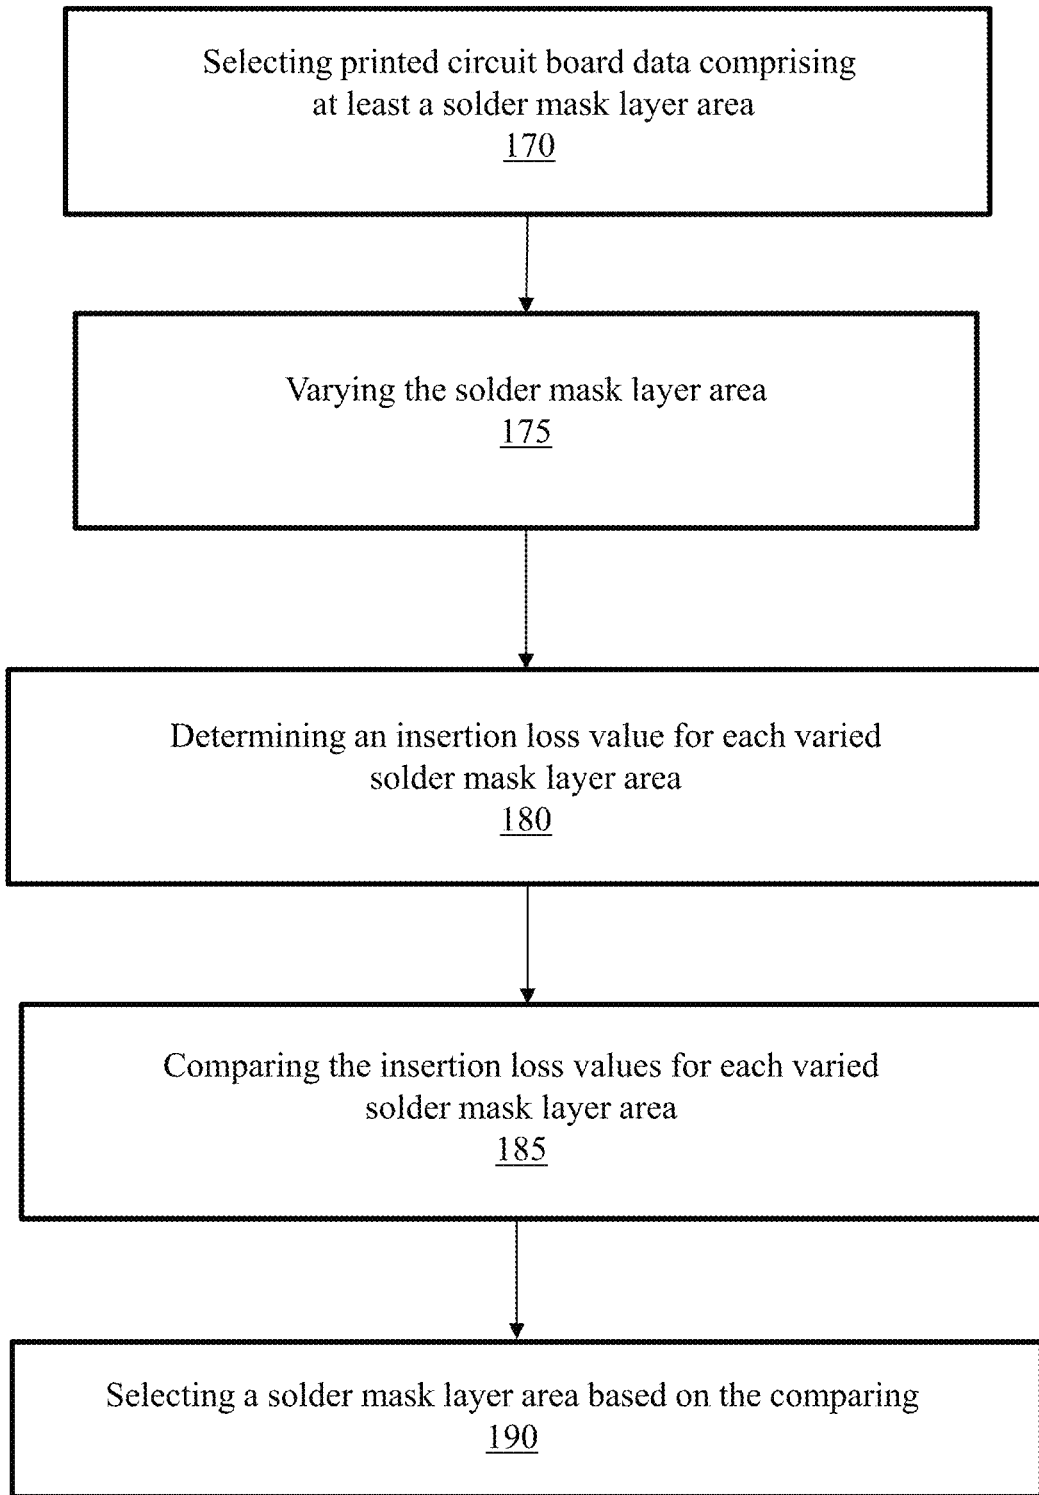 Selecting printed circuit board data comprising
at least a solder mask layer area
170
Varying the solder mask layer area
175
Determining an insertion loss value for each varied
solder mask layer area
180
Comparing the insertion loss values for each varied
solder mask layer area
185
Selecting a solder mask layer area based on the comparing
190